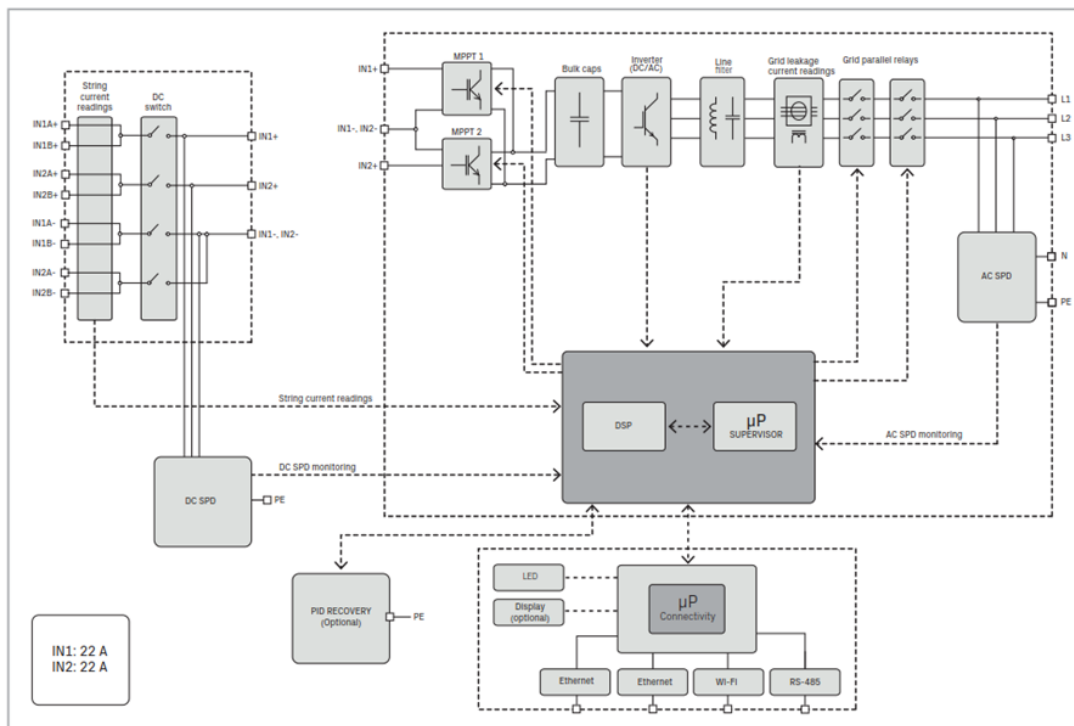 String
current
readings
DC
switch
IN1A+
IN1B+
IN2A+
IN2B+
IN1A-
IN1B-
IN2A-
IN2B-
IN1+
IN2+
IN1-, IN2-
IN1+
IN1-, IN2-
IN2+
MPPT 1
MPPT 2
Bulk caps
Inverter
(DC/AC)
Line
filter
Grid leakage
current readings
Grid parallel relays
L1
L2
L3
N
PE
AC SPD
String current readings
DSP
µP
SUPERVISOR
AC SPD monitoring
DC SPD monitoring
DC SPD
PE
PID RECOVERY
(Optional)
PE
LED
Display
(optional)
µP
Connectivity
Ethernet
Ethernet
WI-FI
RS-485
IN1: 22 A
IN2: 22 A